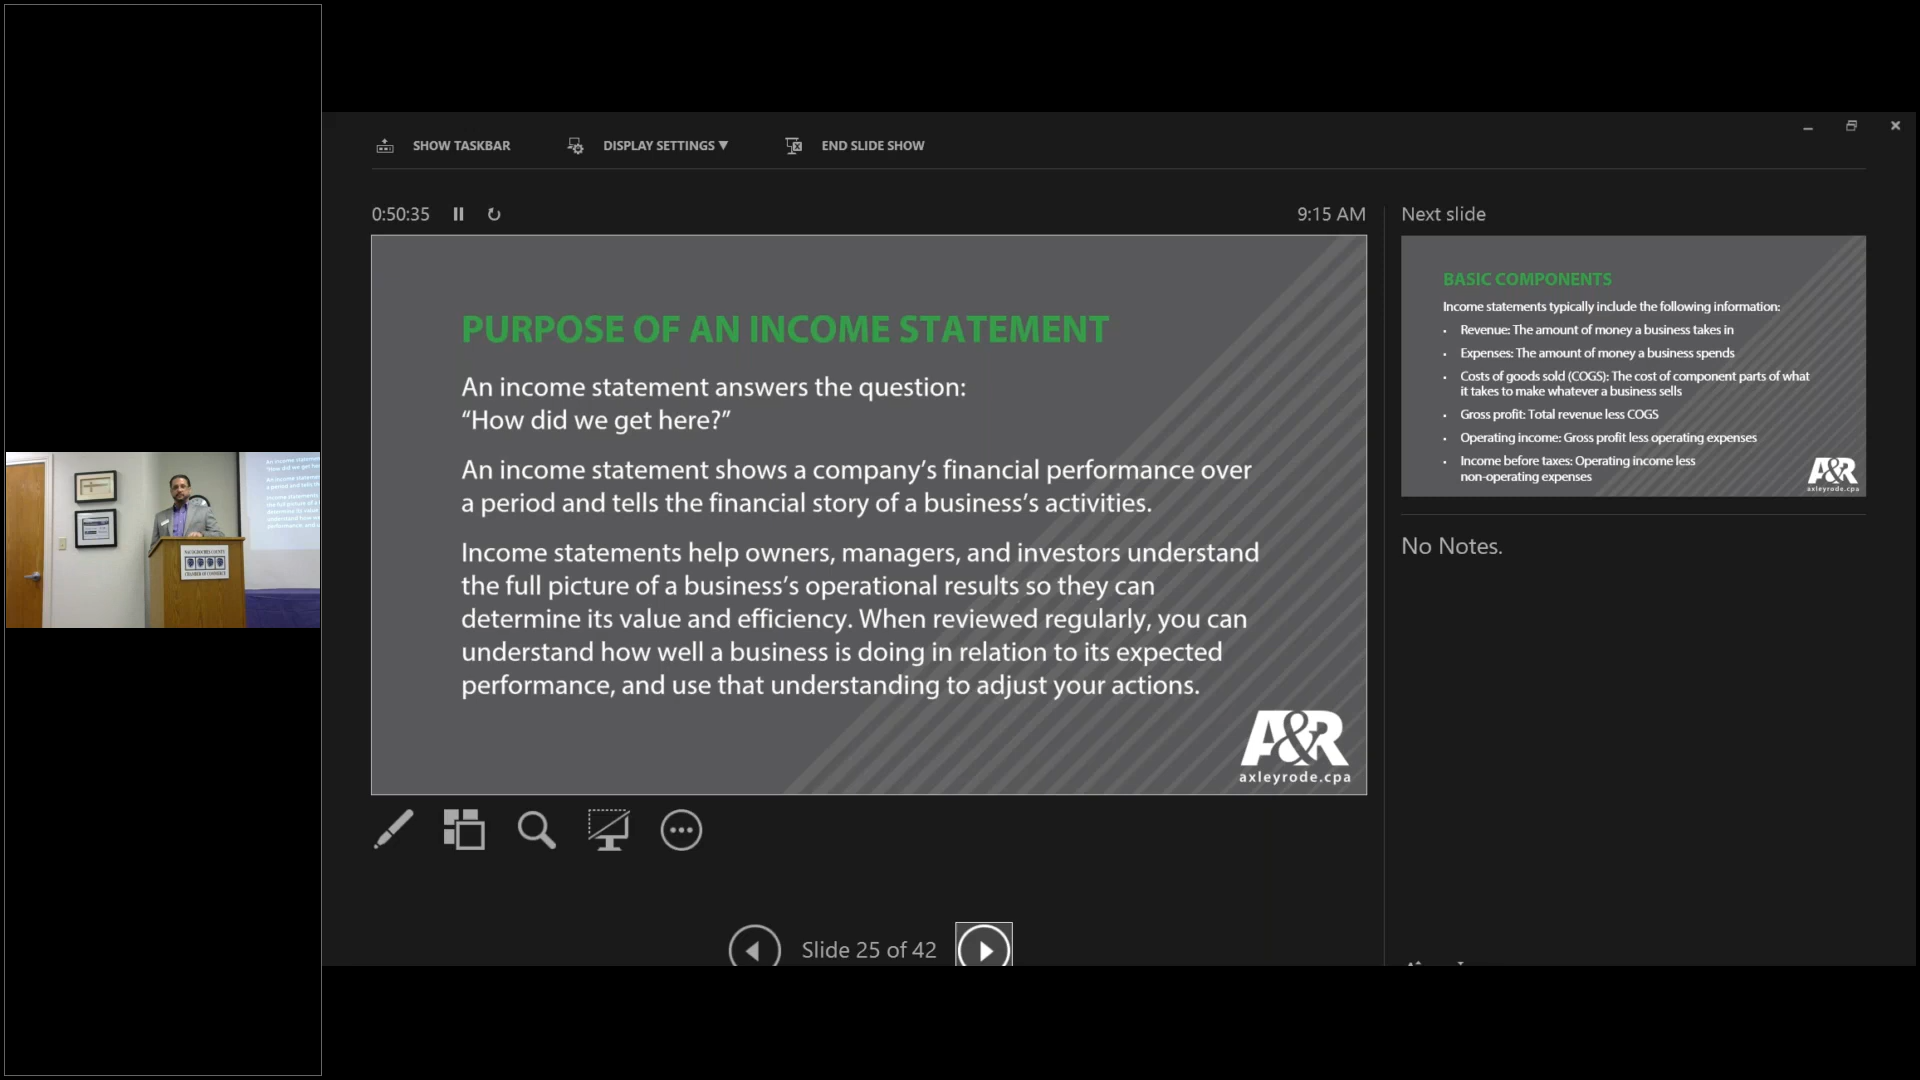 SHOW TASKBAR
DISPLAY SETTINGS ▼
END SLIDE SHOW
0:50:35
9:15 AM
Next slide
PURPOSE OF AN INCOME STATEMENT
An income statement answers the question:
“How did we get here?”
An income statement shows a company’s financial performance over
a period and tells the financial story of a business’s activities.
Income statements help owners, managers, and investors understand
the full picture of a business’s operational results so they can
determine its value and efficiency. When reviewed regularly, you can
understand how well a business is doing in relation to its expected
performance, and use that understanding to adjust your actions.
A&R
axleyrode.cpa
BASIC COMPONENTS
Income statements typically include the following information:
• Revenue: The amount of money a business takes in
• Expenses: The amount of money a business spends
• Costs of goods sold (COGS): The cost of component parts of what
it takes to make whatever a business sells
• Gross profit: Total revenue less COGS
• Operating income: Gross profit less operating expenses
• Income before taxes: Operating income less
non-operating expenses
A&R
axleyrode.cpa
No Notes.
Slide 25 of 42
NACOGDOCHES COUNTY
CHAMBER OF COMMERCE